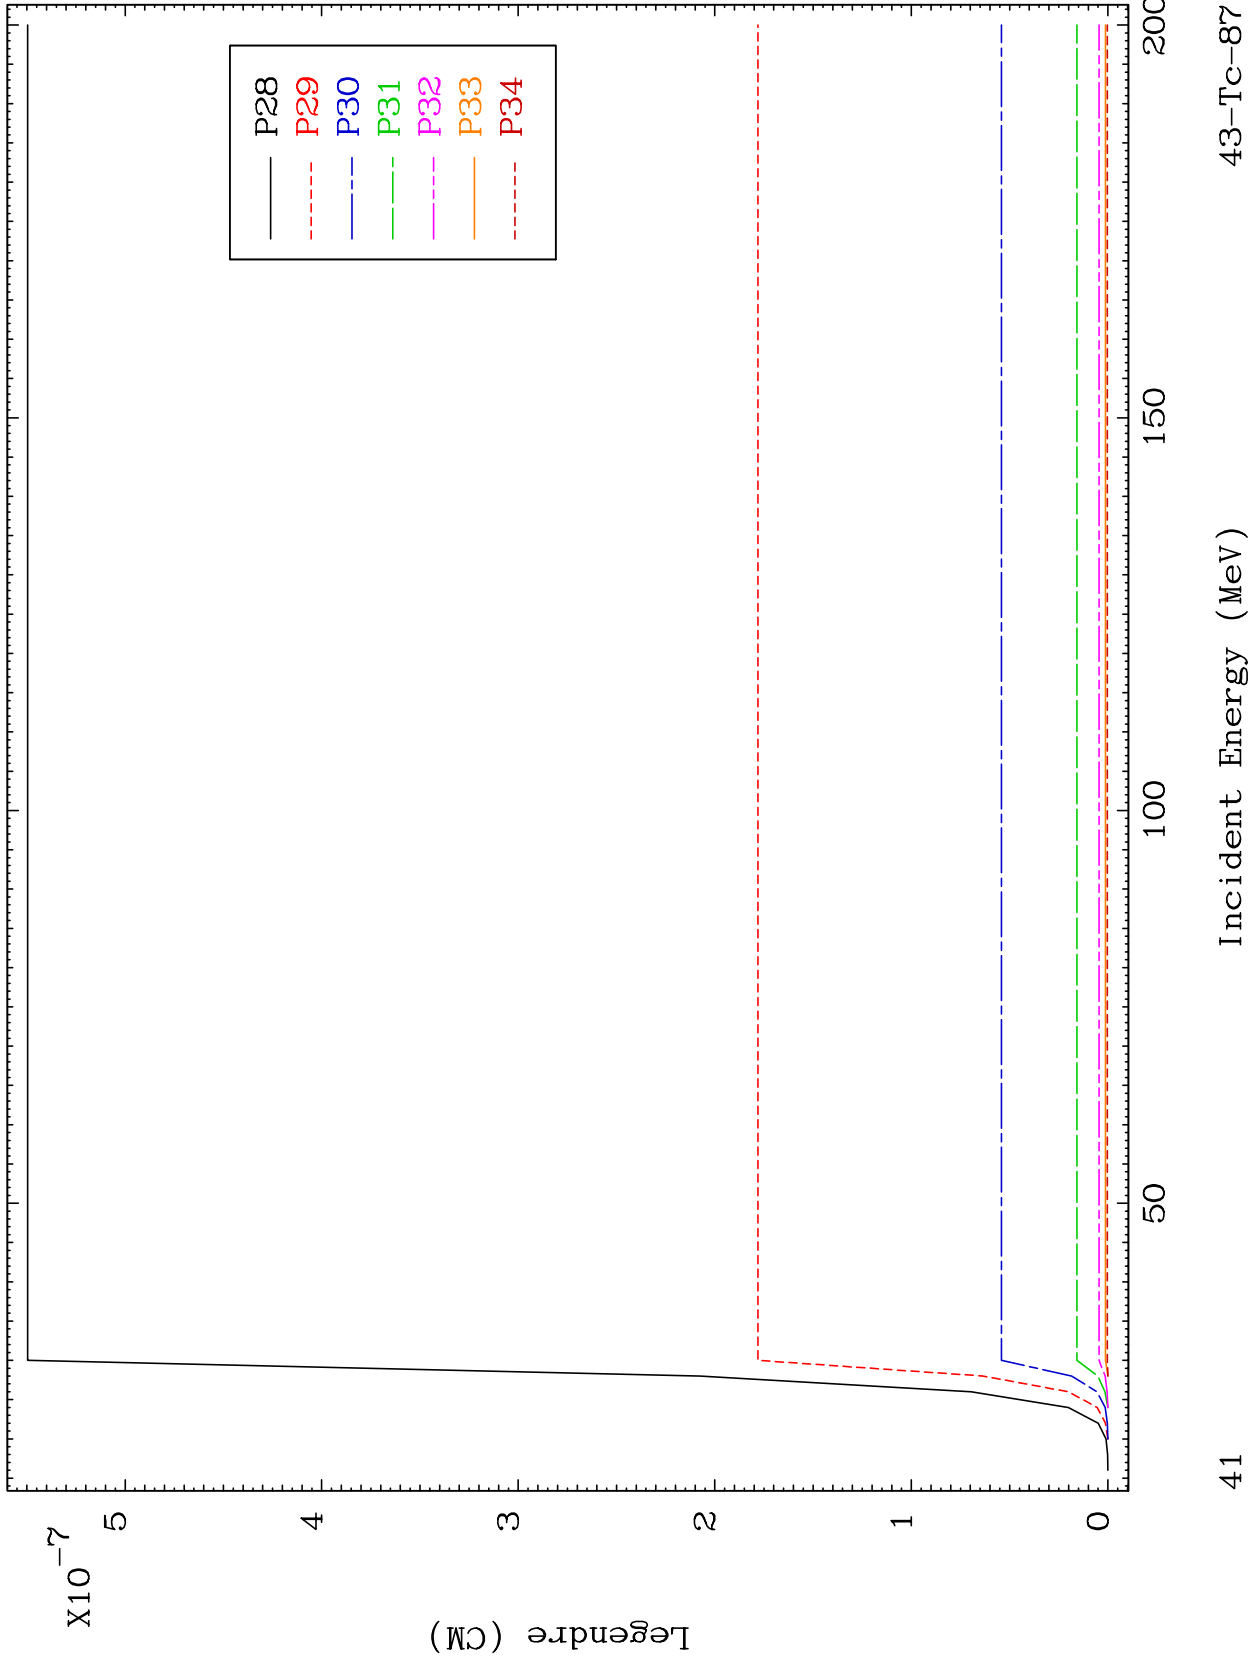 X10⁻⁷
Legendre (CM)
5
4
3
2
1
0
P28
P29
P30
P31
P32
P33
P34
50
100
150
200
Incident Energy (MeV)
41
43-Tc-87